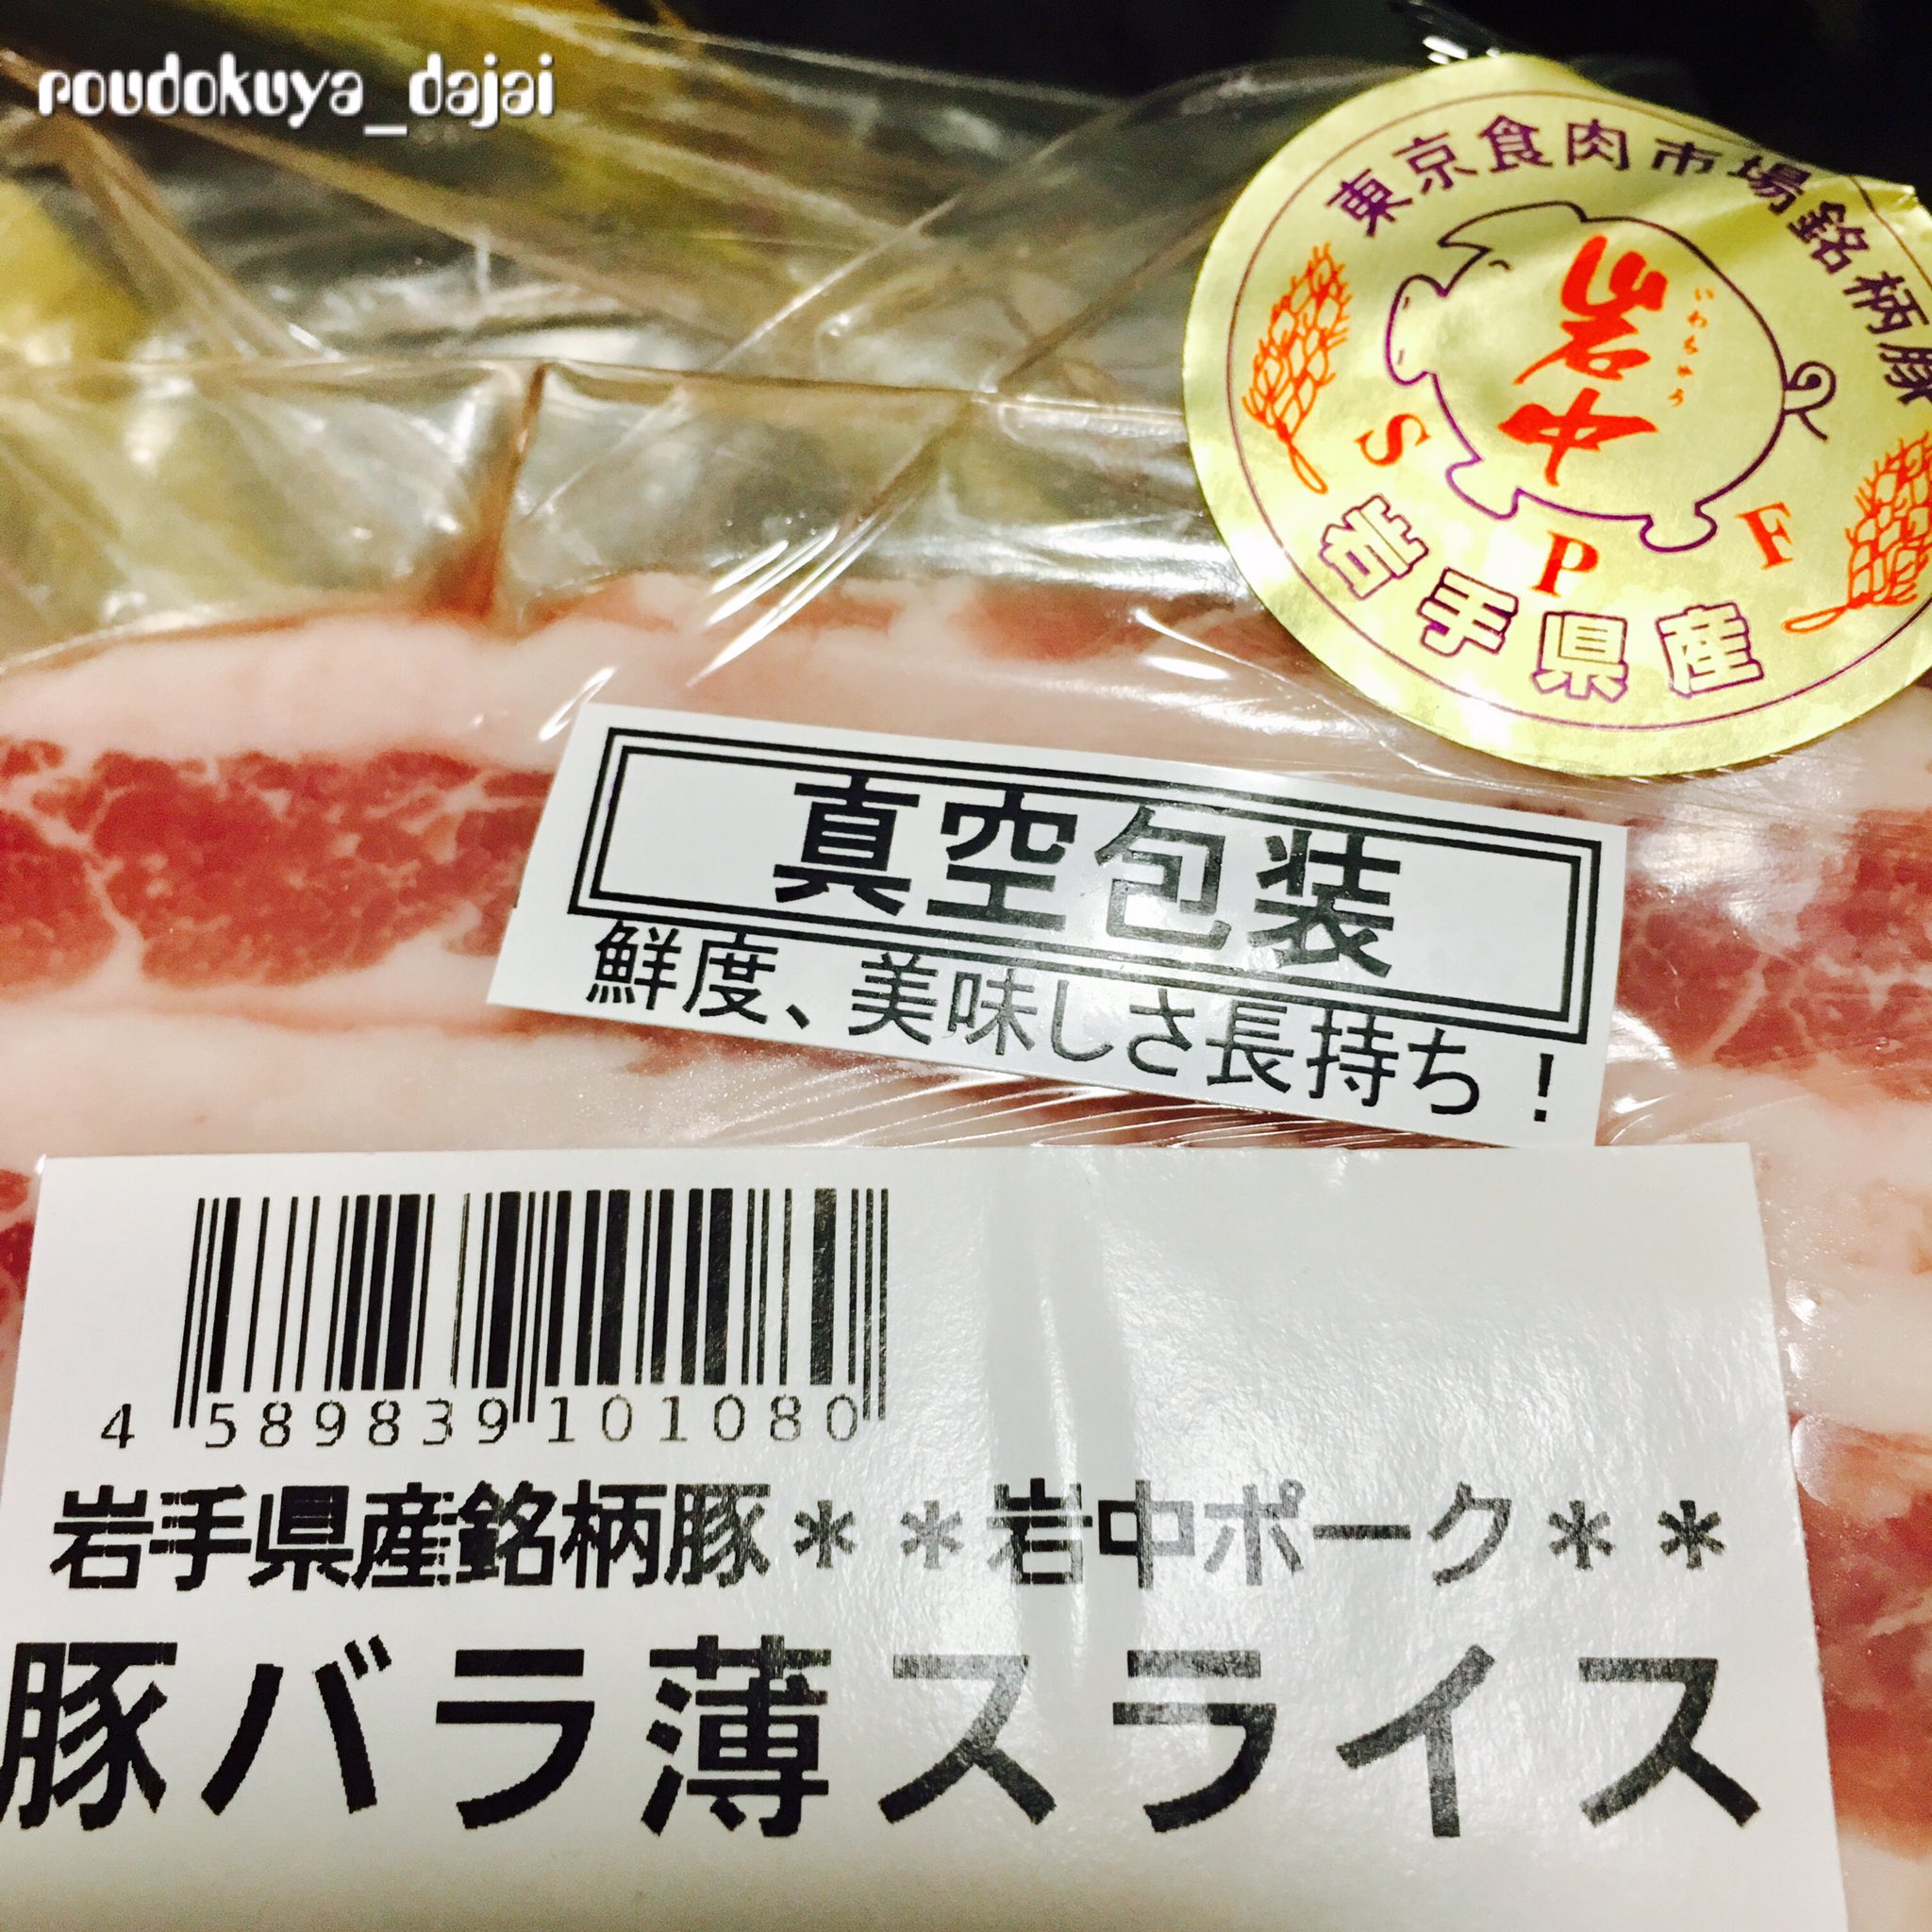 roudokuya_dajai
東京食肉市場銘柄豚
岩中
いわちゅう
S P F
岩手県産
真空包装
鮮度、美味しさ長持ち!
4 589839 101080
岩手県産銘柄豚**岩中ポーク**
豚バラ薄スライス